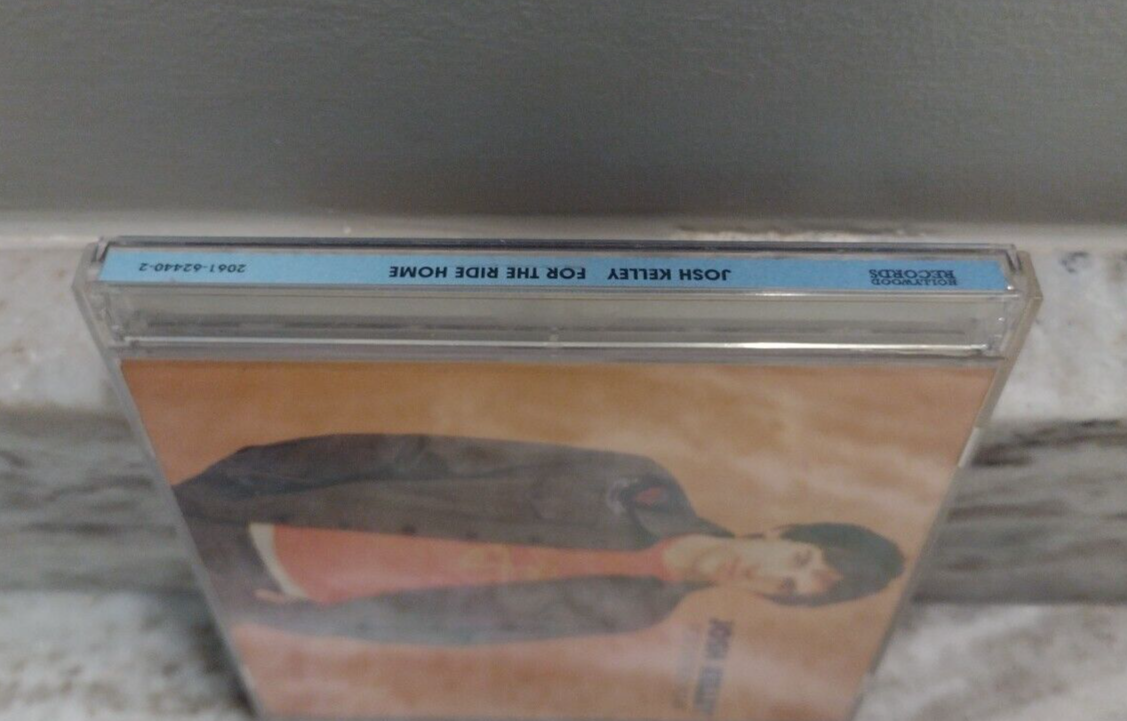 HOLLYWOOD
RECORDS
JOSH KELLEY FOR THE RIDE HOME
2061-62440-2
JOSH KELLEY